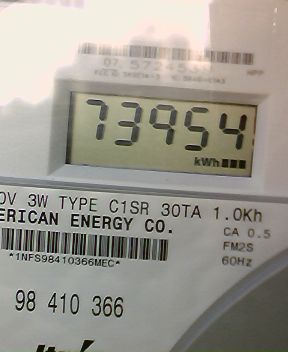 73954
kWh
0V 3W TYPE C1SR 30TA 1.0Kh
ERICAN ENERGY CO.
CA 0.5
FM2S
*1NFS98410366MEC*
60Hz
98 410 366